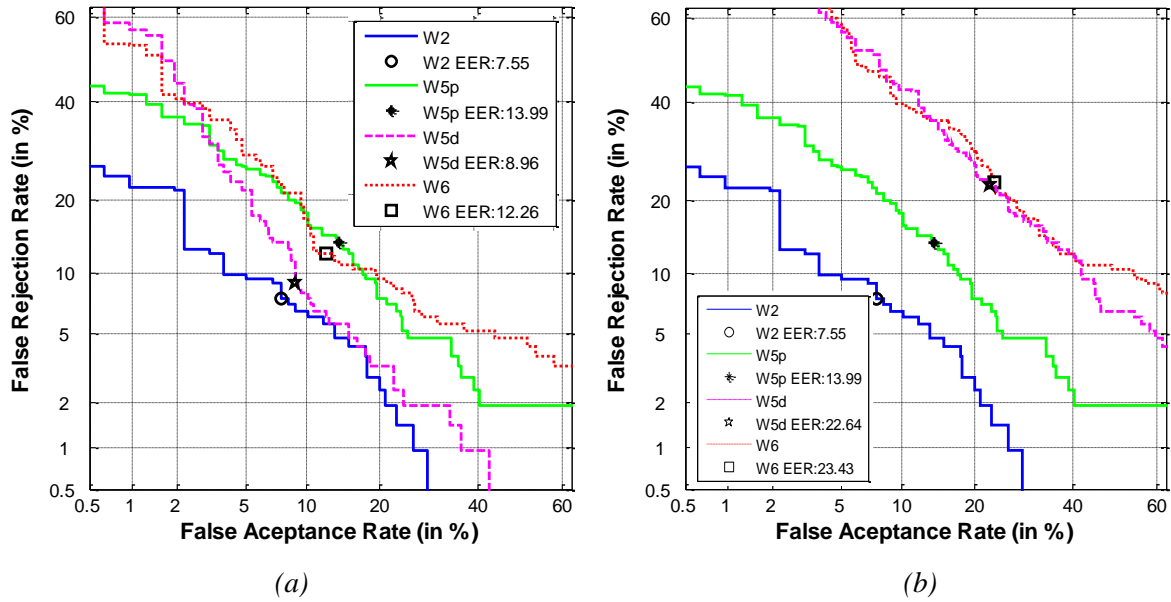 60
40
20
10
5
2
1
0.5
False Rejection Rate (in %)
W2
W2 EER:7.55
W5p
W5p EER:13.99
W5d
W5d EER:8.96
W6
W6 EER:12.26
0.5 1 2 5 10 20 40 60
False Aceptance Rate (in %)
(a)
60
40
20
10
5
2
1
0.5
False Rejection Rate (in %)
W2
W2 EER:7.55
W5p
W5p EER:13.99
W5d
W5d EER:22.64
W6
W6 EER:23.43
0.5 1 2 5 10 20 40 60
False Aceptance Rate (in %)
(b)